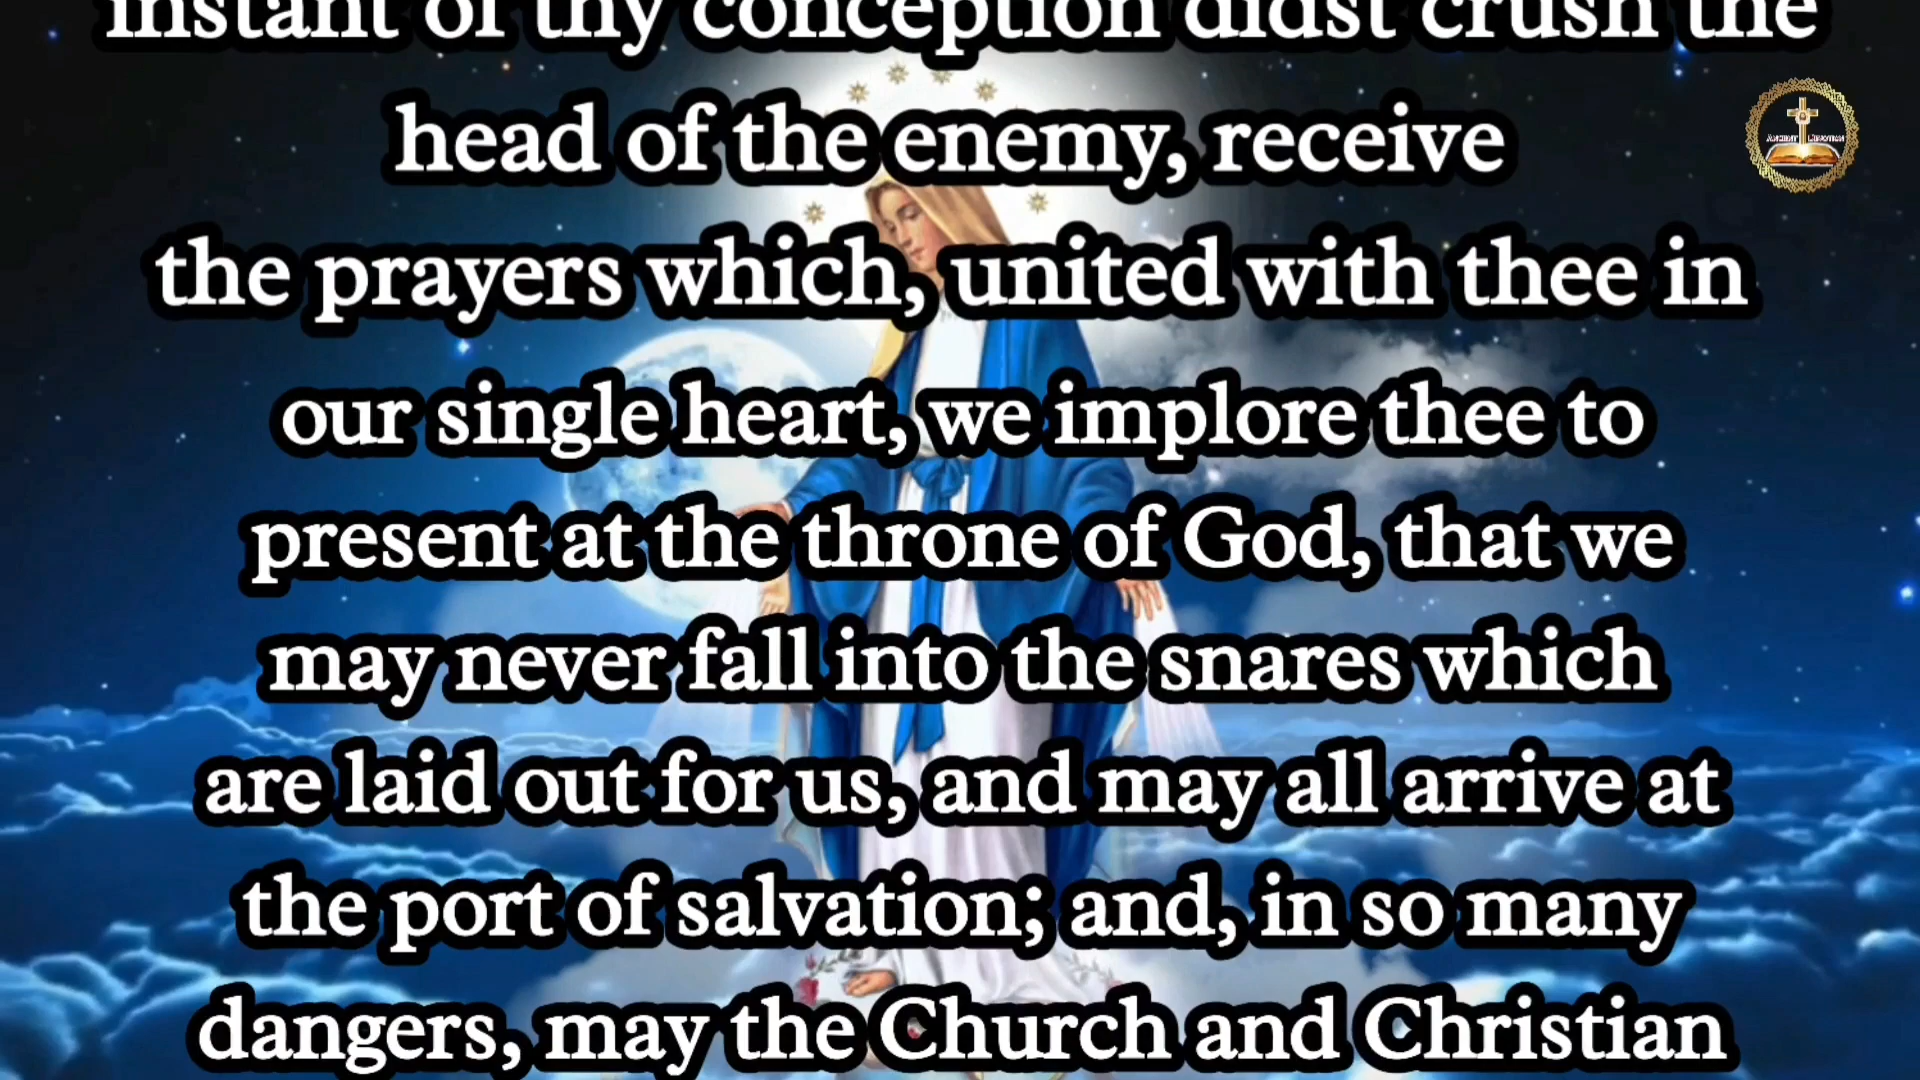 instant of thy conception didst crush the
head of the enemy, receive
the prayers which, united with thee in
our single heart, we implore thee to
present at the throne of God, that we
may never fall into the snares which
are laid out for us, and may all arrive at
the port of salvation; and, in so many
dangers, may the Church and Christian